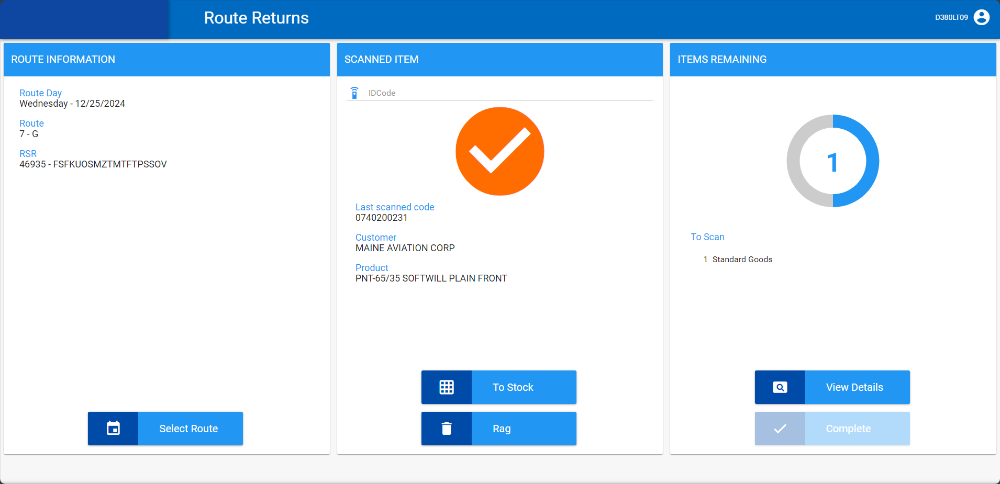 Route Returns
D380LT09
ROUTE INFORMATION
Route Day
Wednesday - 12/25/2024
Route
7 - G
RSR
46935 - FSFKUOSMZTMTFTPSSOV
Select Route
SCANNED ITEM
IDCode
Last scanned code
0740200231
Customer
MAINE AVIATION CORP
Product
PNT-65/35 SOFTWILL PLAIN FRONT
To Stock
Rag
ITEMS REMAINING
1
To Scan
1 Standard Goods
View Details
Complete